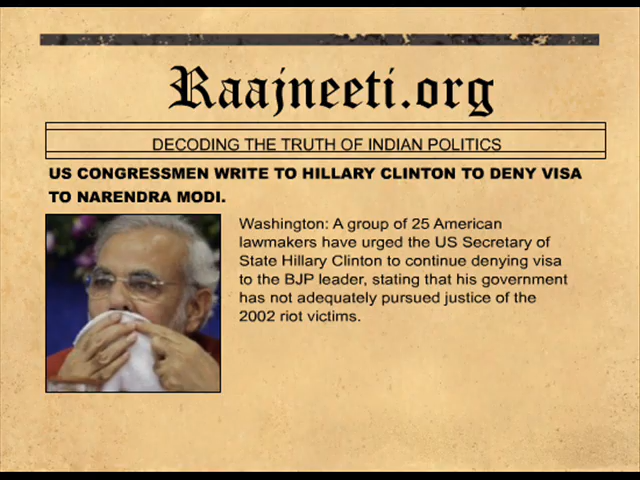 Raajneeti.org
DECODING THE TRUTH OF INDIAN POLITICS
US CONGRESSMEN WRITE TO HILLARY CLINTON TO DENY VISA
TO NARENDRA MODI.
Washington: A group of 25 American
lawmakers have urged the US Secretary of
State Hillary Clinton to continue denying visa
to the BJP leader, stating that his government
has not adequately pursued justice of the
2002 riot victims.